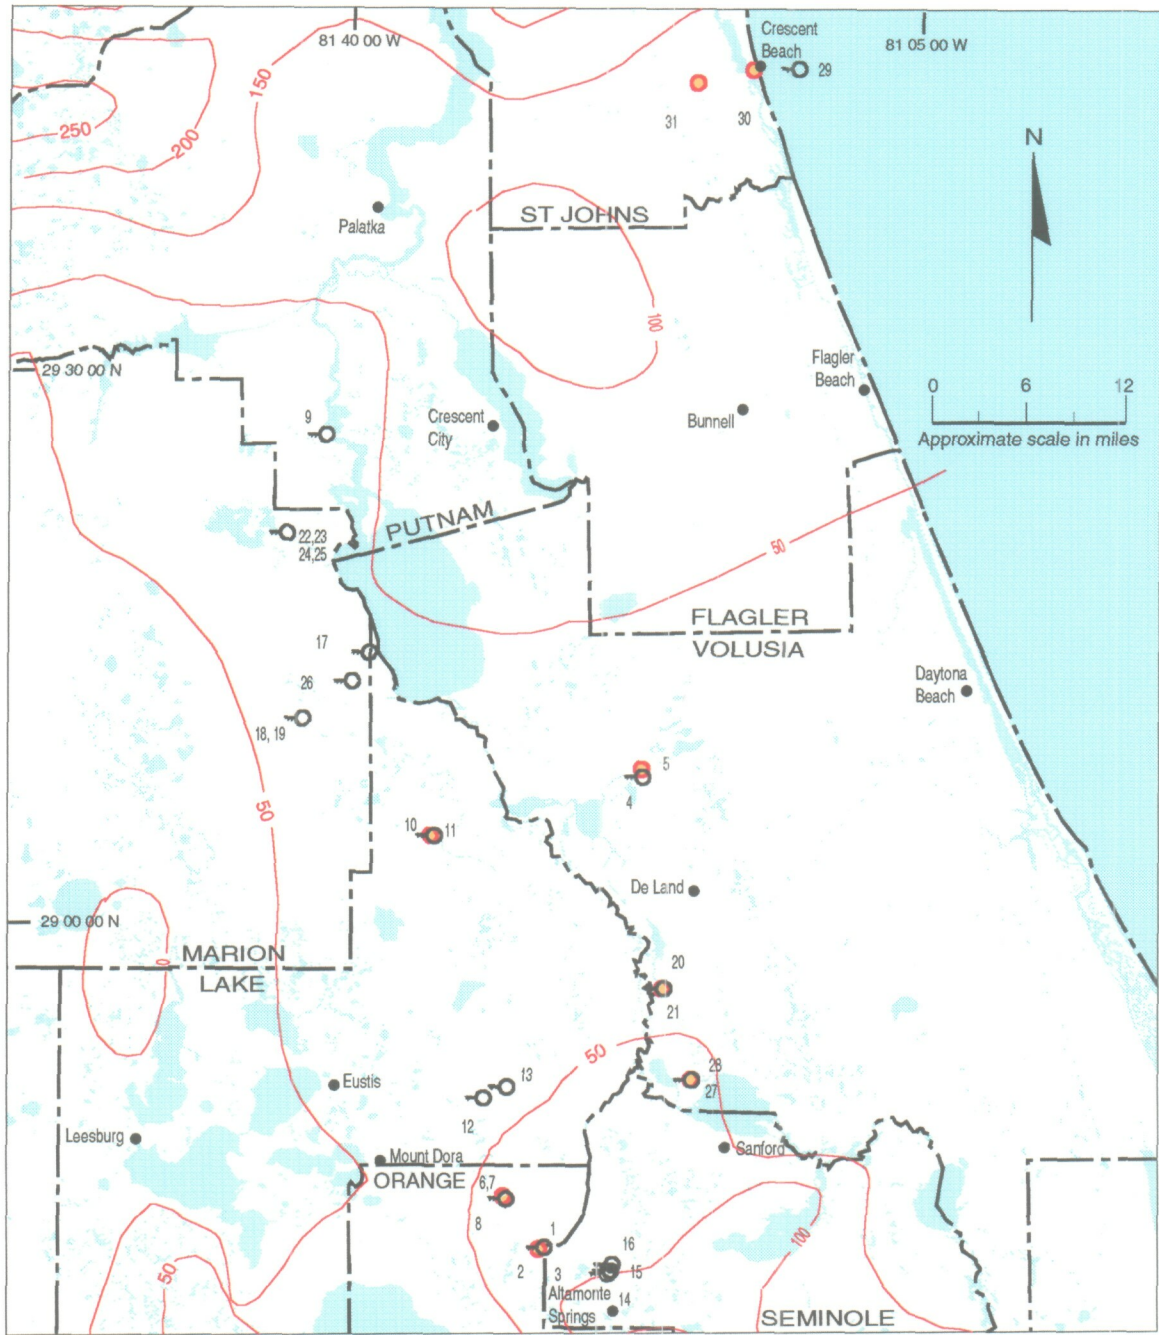 81 40 00 W
Crescent
Beach
81 05 00 W
29
150
250
200
31
30
N
ST JOHNS
Palatka
100
29 30 00 N
Flagler
Beach
0 6 12
Approximate scale in miles
9
Crescent
City
Bunnell
PUTNAM
22,23
24,25
50
FLAGLER
VOLUSIA
17
26
18, 19
Daytona
Beach
5
4
50
10
11
De Land
29 00 00 N
0
MARION
LAKE
20
21
50
28
27
13
12
Eustis
Leesburg
Mount Dora
Sanford
ORANGE
6,7
8
1
2
3
16
15
100
50
Altamonte
Springs
14
SEMINOLE